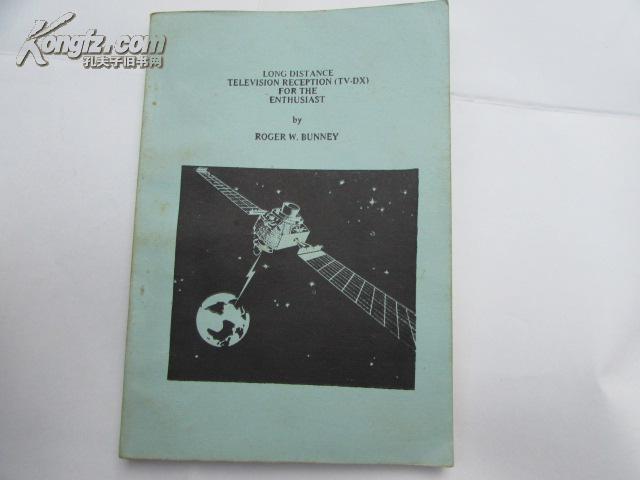 Kongfz.com
孔夫子旧书网
LONG DISTANCE
TELEVISION RECEPTION (TV-DX)
FOR THE
ENTHUSIAST
by
ROGER W. BUNNEY